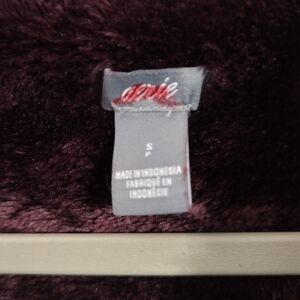 aerie
S
P
MADE IN INDONESIA
FABRIQUÉ EN
INDONÉSIE